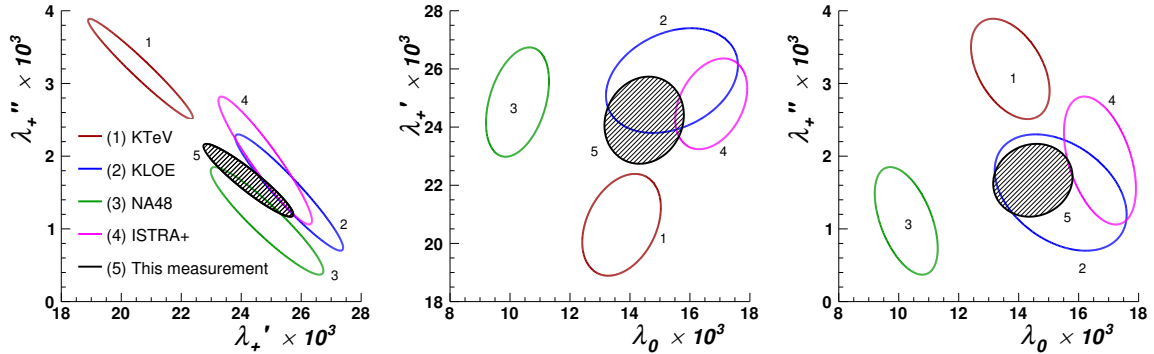 λ₊'' × 10³
4
3
2
1
0
1
4
5
2
3
(1) KTeV
(2) KLOE
(3) NA48
(4) ISTRA+
(5) This measurement
18 20 22 24 26 28
λ₊' × 10³
λ₊' × 10³
28
26
24
22
20
18
2
3
5
4
1
8 10 12 14 16 18
λ₀ × 10³
λ₊'' × 10³
4
3
2
1
0
1
4
3
5
2
8 10 12 14 16 18
λ₀ × 10³